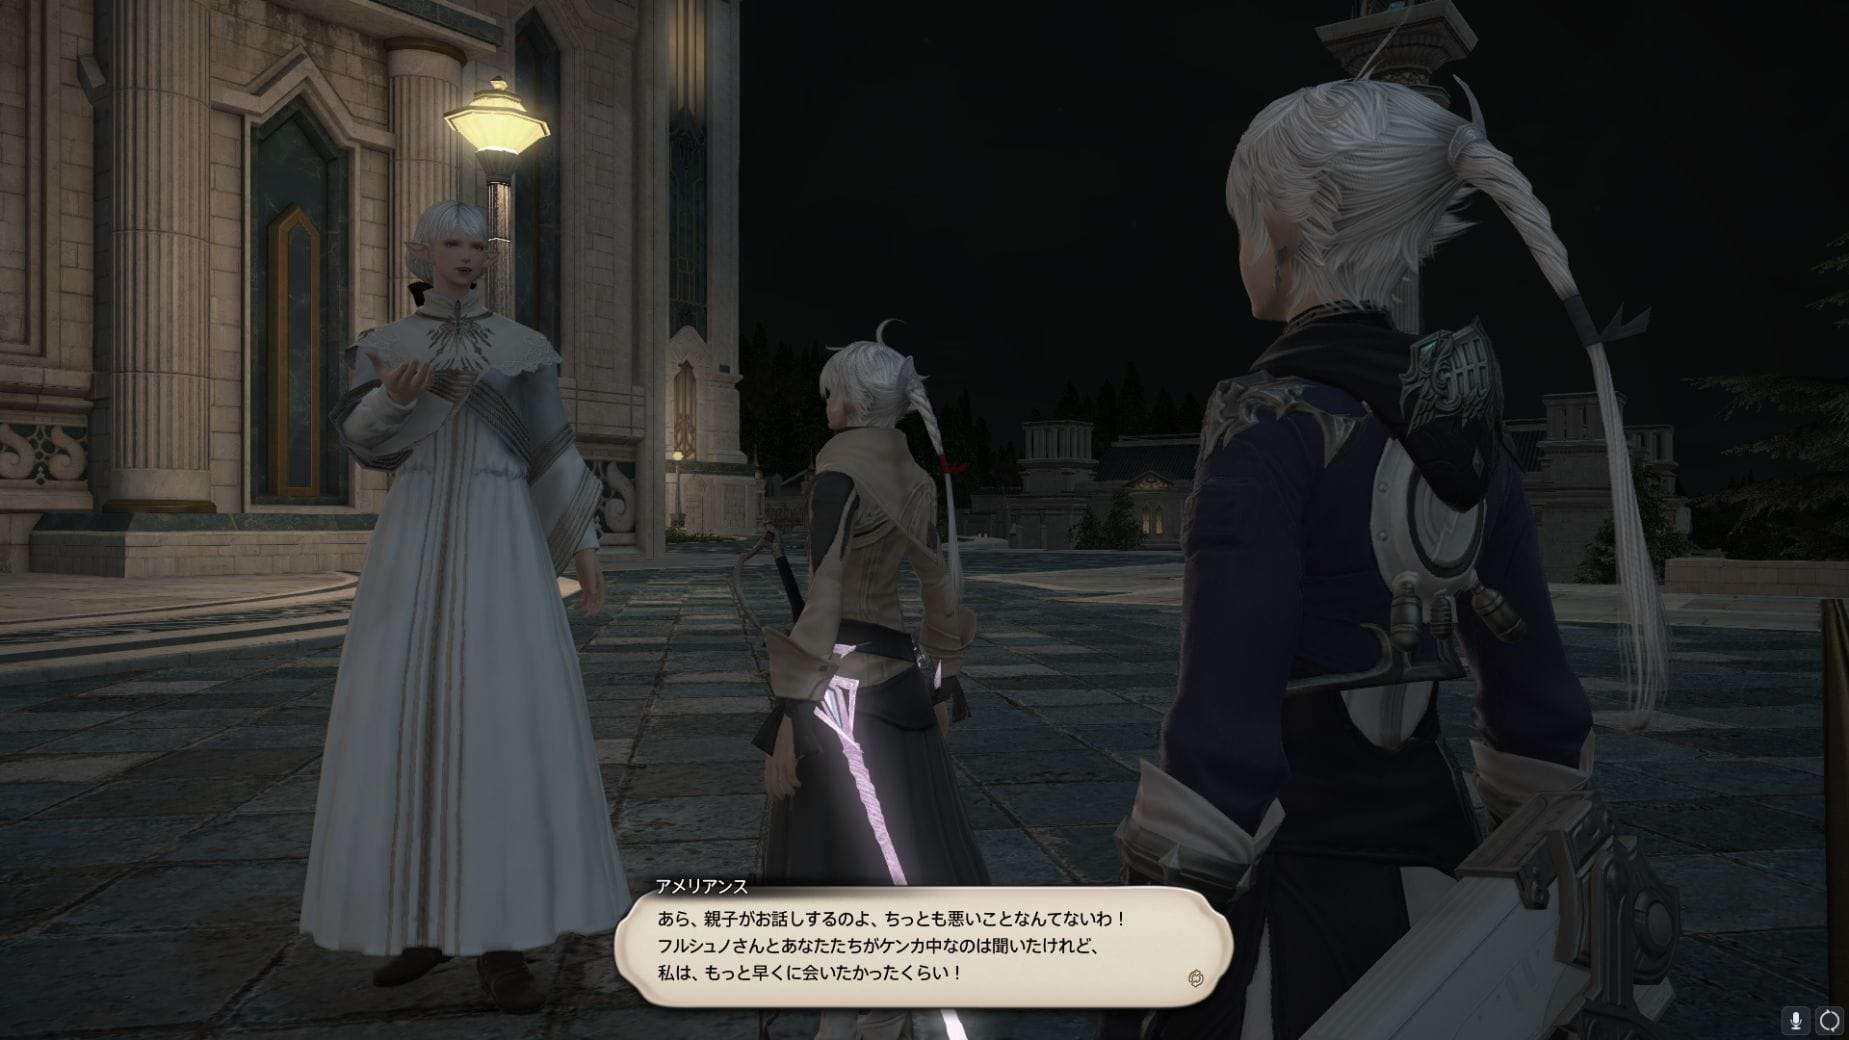 アメリアンス
あら、親子がお話しするのよ、ちっとも悪いことなんてないわ！
フルシュノさんとあなたたちがケンカ中なのは聞いたけれど、
私は、もっと早くに会いたかったくらい！